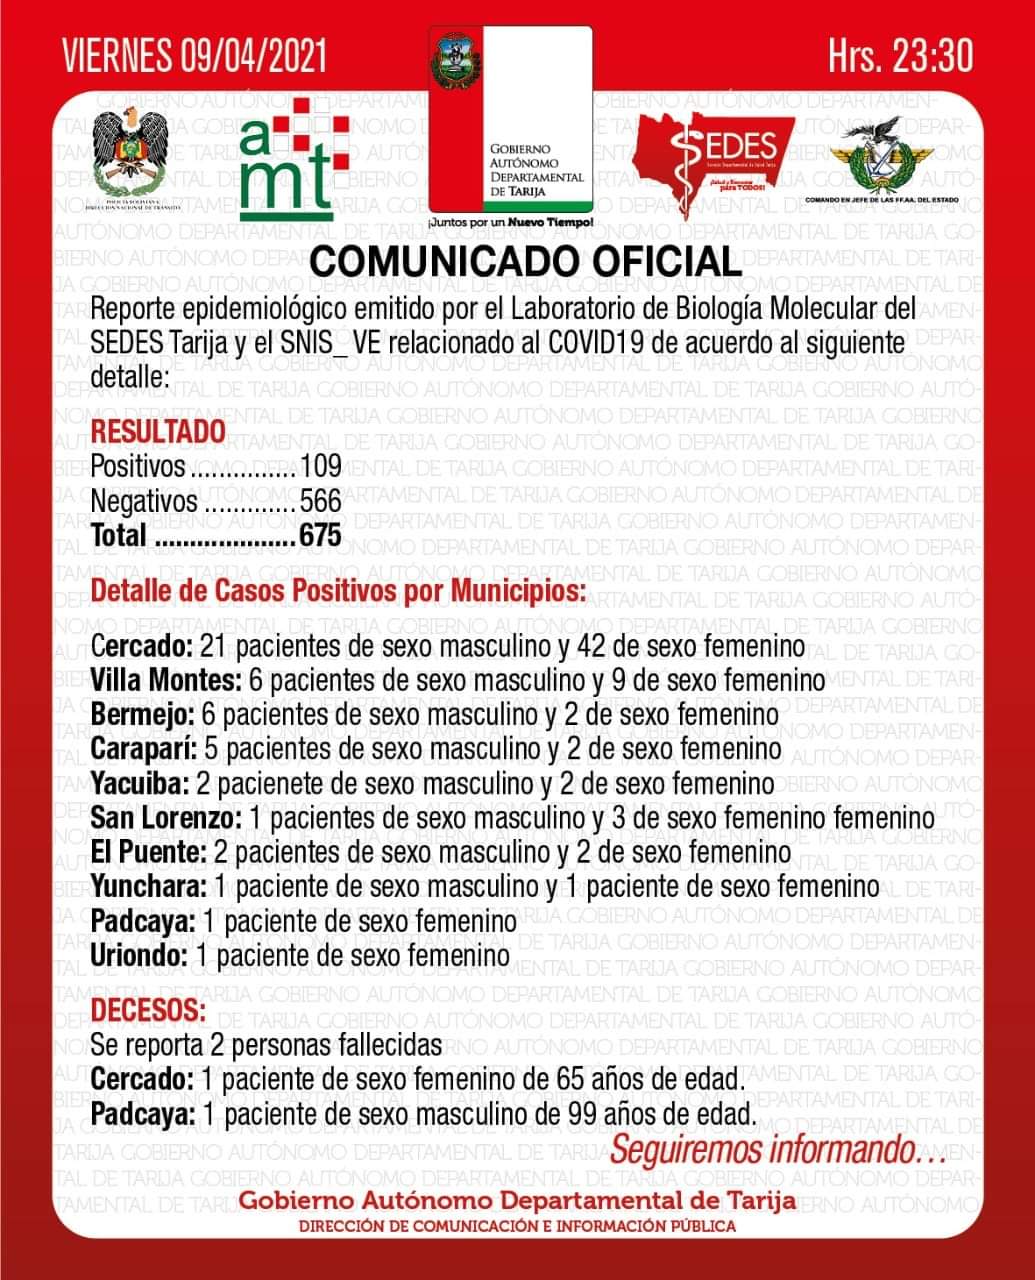 VIERNES 09/04/2021
Hrs. 23:30
amt
GOBIERNO
AUTÓNOMO
DEPARTAMENTAL
DE TARIJA
¡Juntos por un Nuevo Tiempo!
SEDES
Servicio Departamental de Salud Tarija
¡Salud y Bienestar
para TODOS!
POLICÍA BOLIVIANA
DIRECCIÓN NACIONAL DE TRÁNSITO
COMANDO EN JEFE DE LAS FF.AA. DEL ESTADO
COMUNICADO OFICIAL
Reporte epidemiológico emitido por el Laboratorio de Biología Molecular del
SEDES Tarija y el SNIS_VE relacionado al COVID19 de acuerdo al siguiente
detalle:
RESULTADO
Positivos...............109
Negativos .............566
Total ....................675
Detalle de Casos Positivos por Municipios:
Cercado: 21 pacientes de sexo masculino y 42 de sexo femenino
Villa Montes: 6 pacientes de sexo masculino y 9 de sexo femenino
Bermejo: 6 pacientes de sexo masculino y 2 de sexo femenino
Caraparí: 5 pacientes de sexo masculino y 2 de sexo femenino
Yacuiba: 2 pacienete de sexo masculino y 2 de sexo femenino
San Lorenzo: 1 pacientes de sexo masculino y 3 de sexo femenino femenino
El Puente: 2 pacientes de sexo masculino y 2 de sexo femenino
Yunchara: 1 paciente de sexo masculino y 1 paciente de sexo femenino
Padcaya: 1 paciente de sexo femenino
Uriondo: 1 paciente de sexo femenino
DECESOS:
Se reporta 2 personas fallecidas
Cercado: 1 paciente de sexo femenino de 65 años de edad.
Padcaya: 1 paciente de sexo masculino de 99 años de edad.
Seguiremos informando...
Gobierno Autónomo Departamental de Tarija
DIRECCIÓN DE COMUNICACIÓN E INFORMACIÓN PÚBLICA